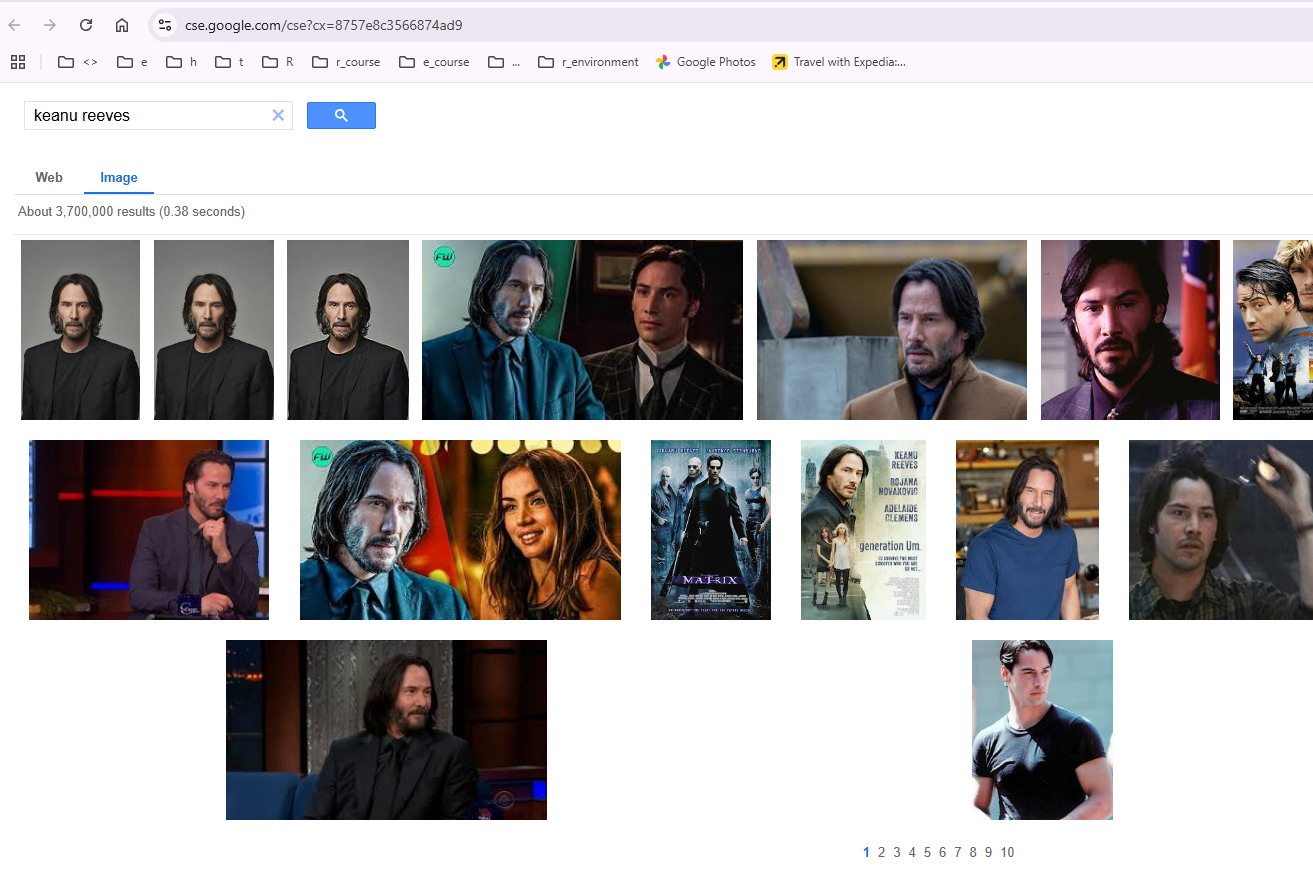 cse.google.com/cse?cx=8757e8c3566874ad9
<> e h t R r_course e_course ... r_environment Google Photos Travel with Expedia:...
keanu reeves
Web Image
About 3,700,000 results (0.38 seconds)
FW
FW
MATRIX
KEANU
REEVES
BOJANA
NOVAKOVIC
ADELAIDE
CLEMENS
generation Um...
1 2 3 4 5 6 7 8 9 10